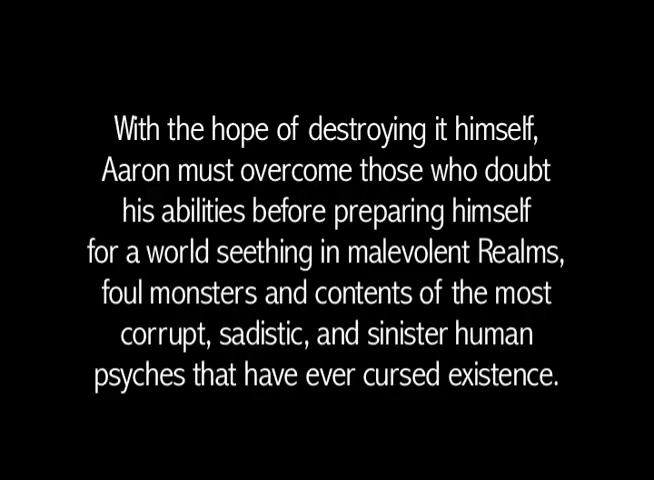 With the hope of destroying it himself,
Aaron must overcome those who doubt
his abilities before preparing himself
for a world seething in malevolent Realms,
foul monsters and contents of the most
corrupt, sadistic, and sinister human
psyches that have ever cursed existence.